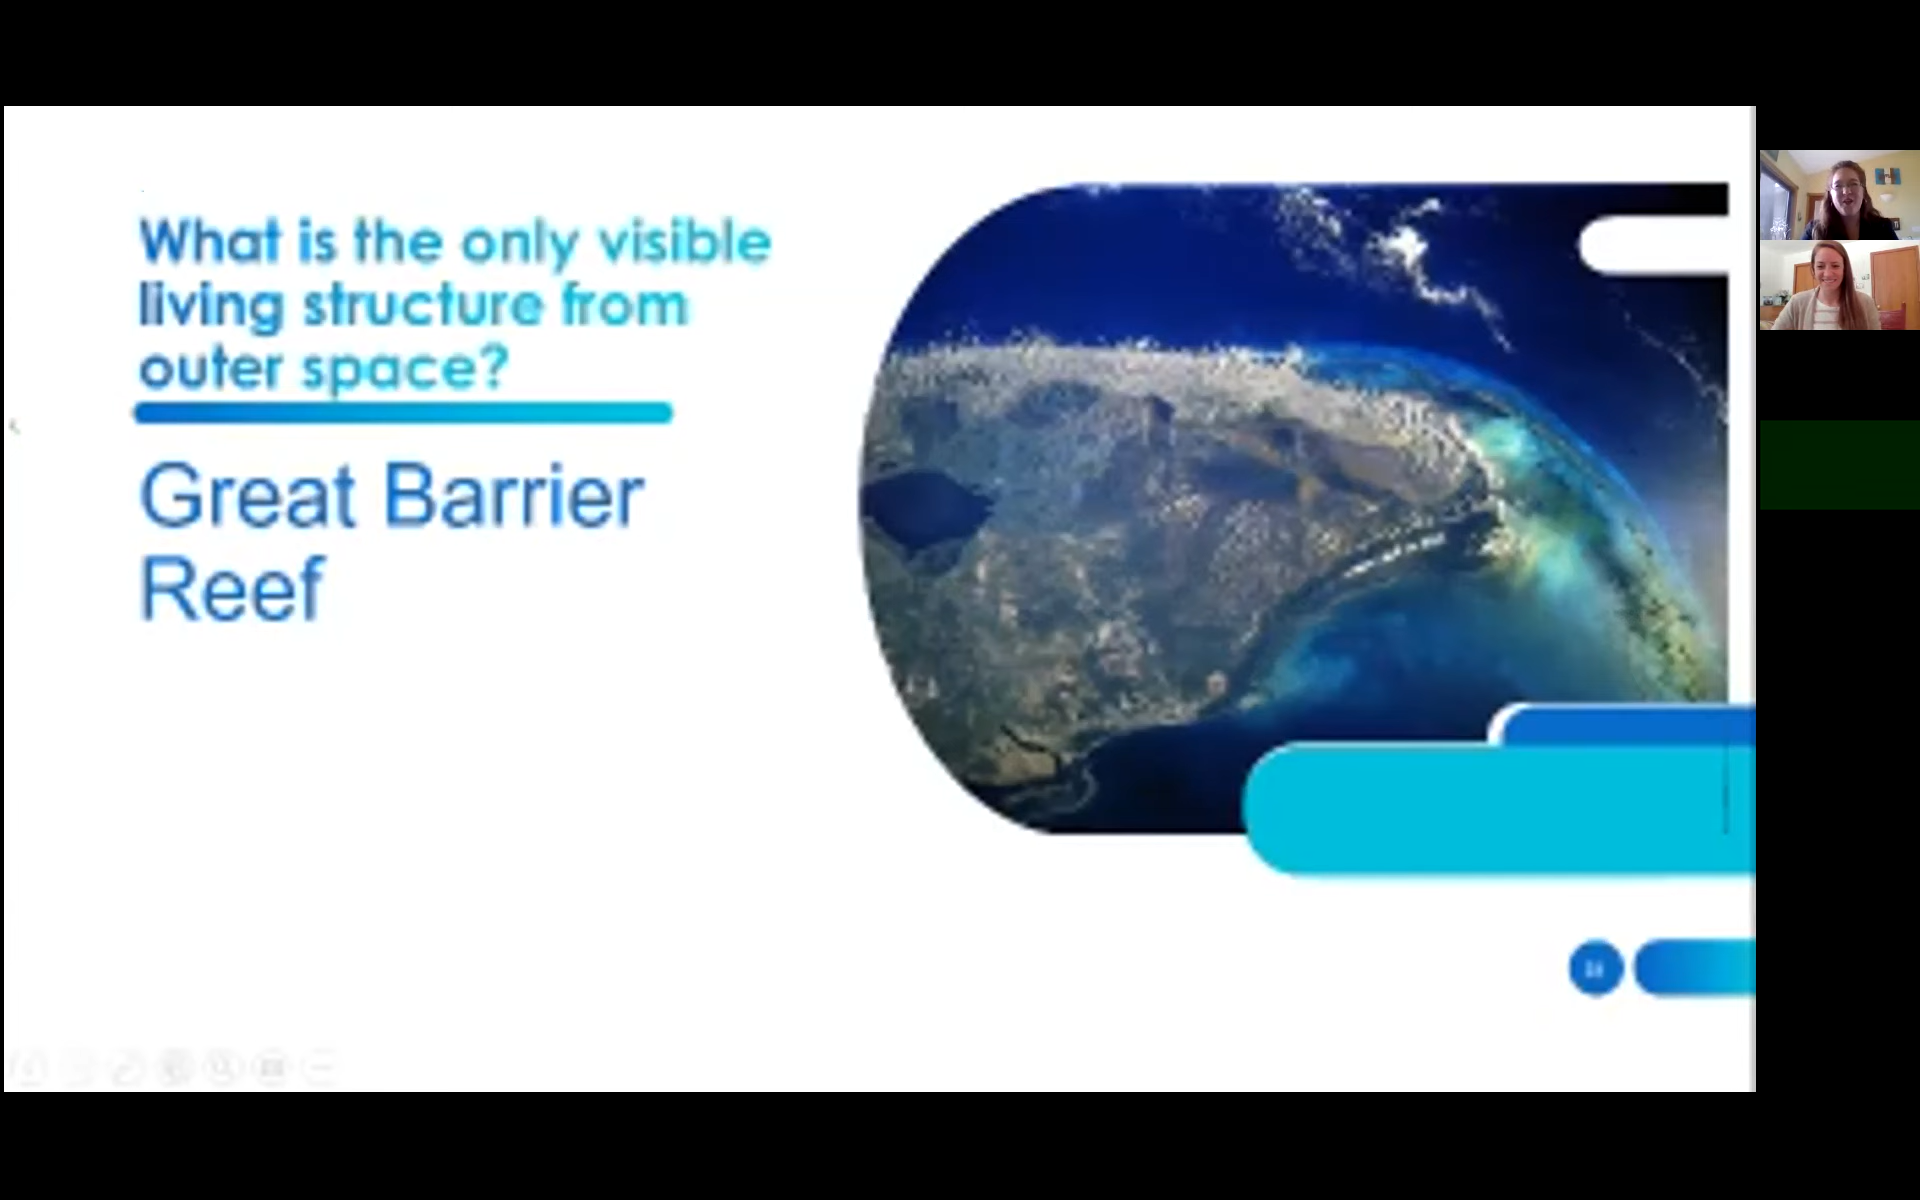 What is the only visible
living structure from
outer space?
Great Barrier
Reef